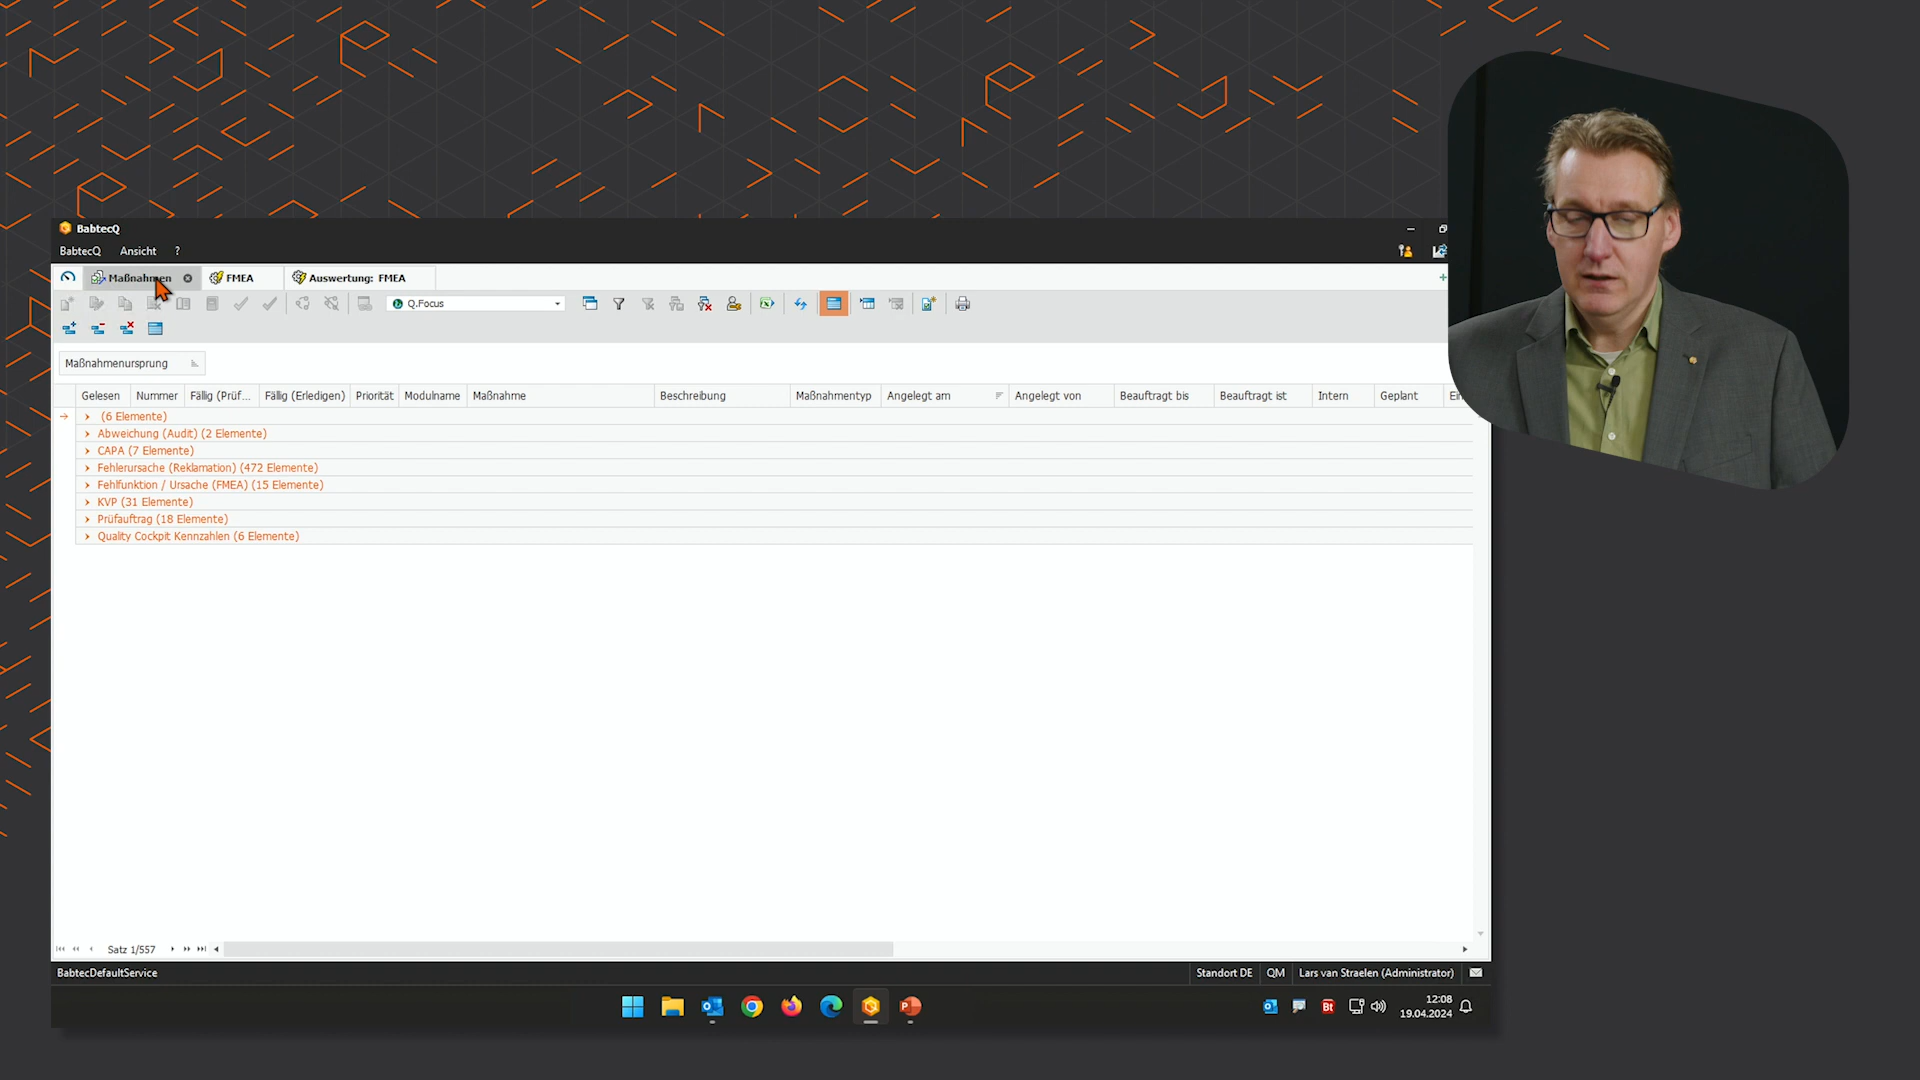 BabtecQ
BabtecQ Ansicht ?
Maßnahmen FMEA Auswertung: FMEA
Q.Focus
Maßnahmenursprung
Gelesen Nummer Fällig (Prüf... Fällig (Erledigen) Priorität Modulname Maßnahme Beschreibung Maßnahmentyp Angelegt am Angelegt von Beauftragt bis Beauftragt ist Intern Geplant
(6 Elemente)
Abweichung (Audit) (2 Elemente)
CAPA (7 Elemente)
Fehlerursache (Reklamation) (472 Elemente)
Fehlfunktion / Ursache (FMEA) (15 Elemente)
KVP (31 Elemente)
Prüfauftrag (18 Elemente)
Quality Cockpit Kennzahlen (6 Elemente)
Satz 1/557
BabtecDefaultService Standort DE QM Lars van Straelen (Administrator)
Bt 12:08
19.04.2024